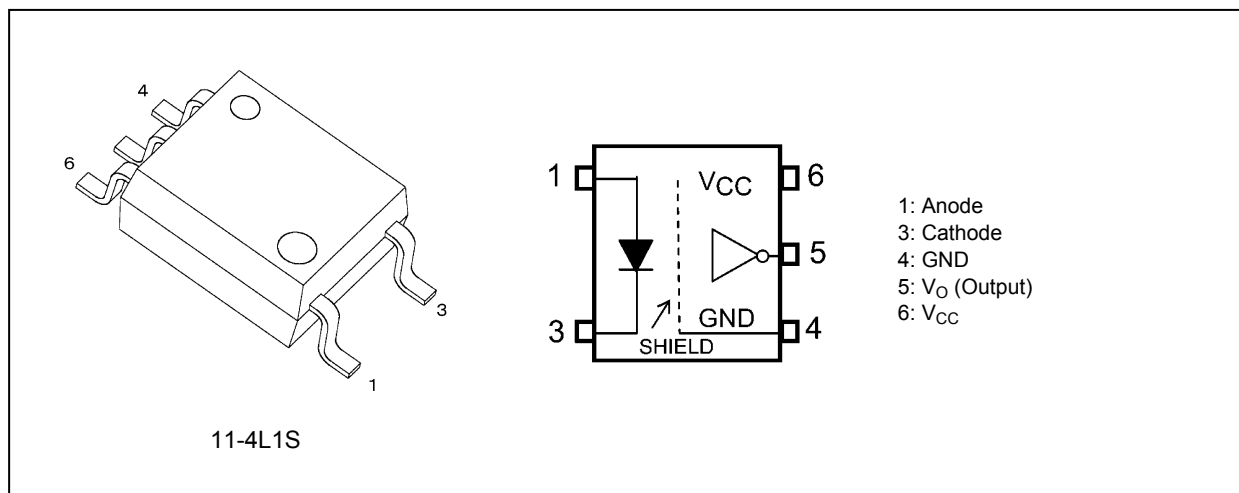 4
6
3
1
11-4L1S
1
3
VCC
GND
SHIELD
6
5
4
1: Anode
3: Cathode
4: GND
5: VO (Output)
6: VCC